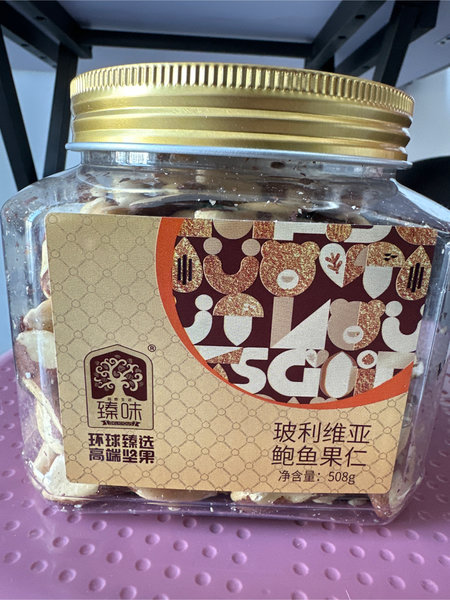 ®
臻味
DELICIOUS
环球臻选
高端坚果
玻利维亚
鲍鱼果仁
净含量：508g